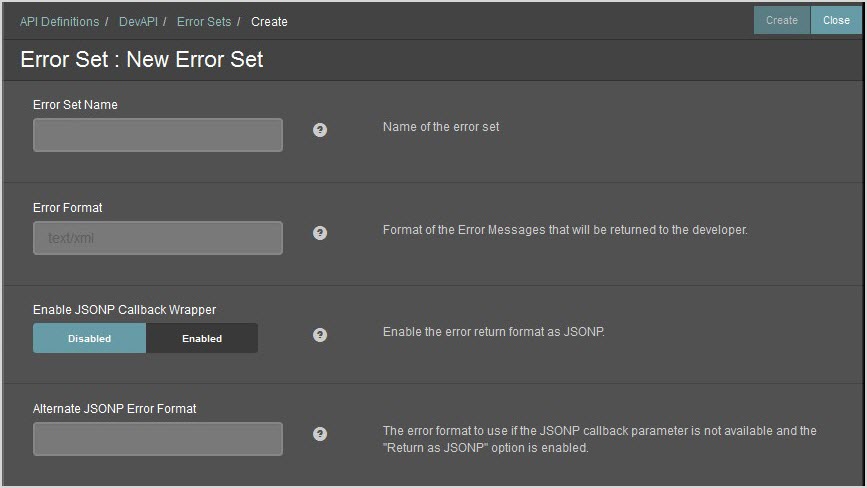 API Definitions / DevAPI / Error Sets / Create
Create Close
Error Set : New Error Set
Error Set Name
? Name of the error set
Error Format
text/xml ? Format of the Error Messages that will be returned to the developer.
Enable JSONP Callback Wrapper
Disabled Enabled ? Enable the error return format as JSONP.
Alternate JSONP Error Format
? The error format to use if the JSONP callback parameter is not available and the
"Return as JSONP" option is enabled.